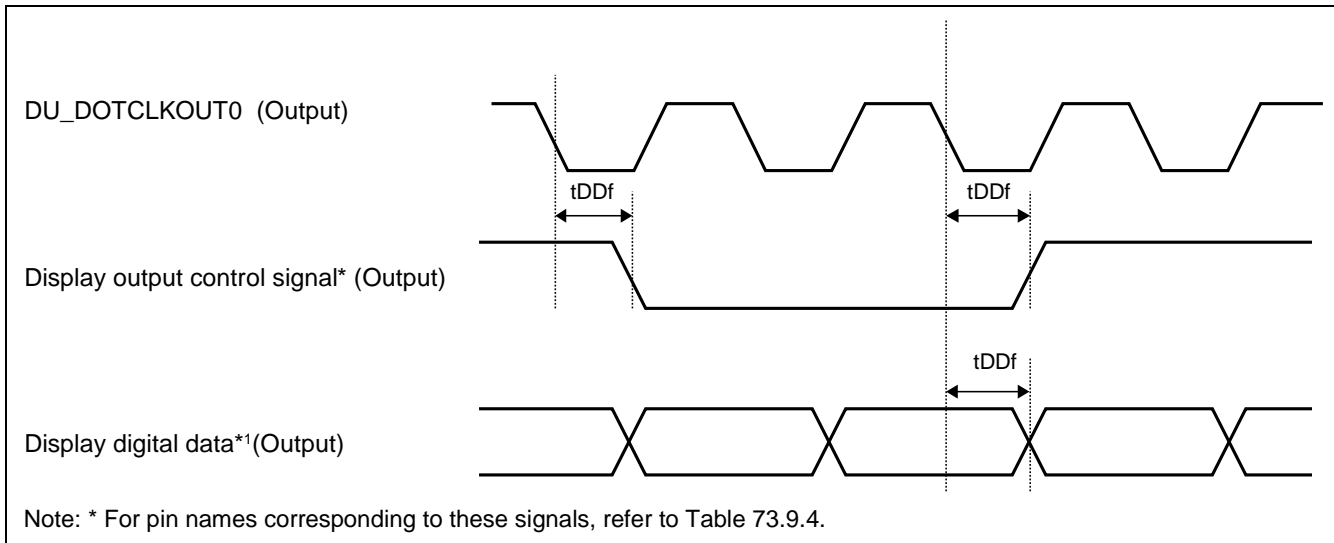 DU_DOTCLKOUT0 (Output)
tDDf
tDDf
Display output control signal* (Output)
tDDf
Display digital data*1(Output)
Note: * For pin names corresponding to these signals, refer to Table 73.9.4.